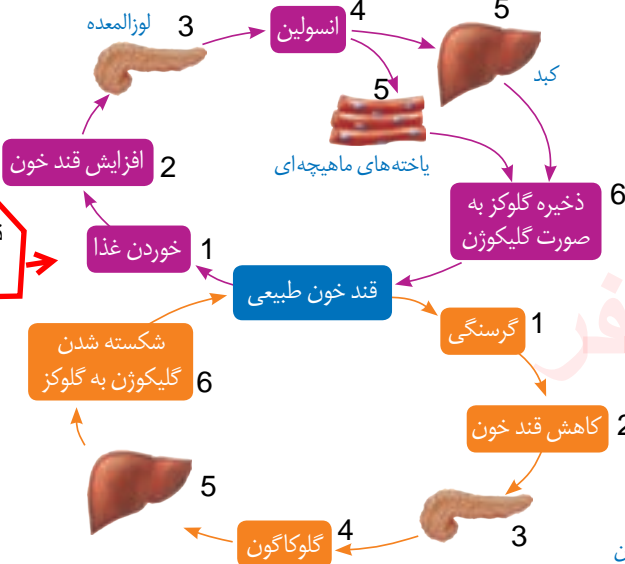 5
4
3 لوزالمعده
انسولین
کبد
5
افزایش قند خون 2
یاخته‌های ماهیچه‌ای
ذخیره گلوکز به
صورت گلیکوژن
6
خوردن غذا 1
قند خون طبیعی
گرسنگی 1
شکسته شدن
گلیکوژن به گلوکز
6
کاهش قند خون 2
5
گلوکاگون 4
3